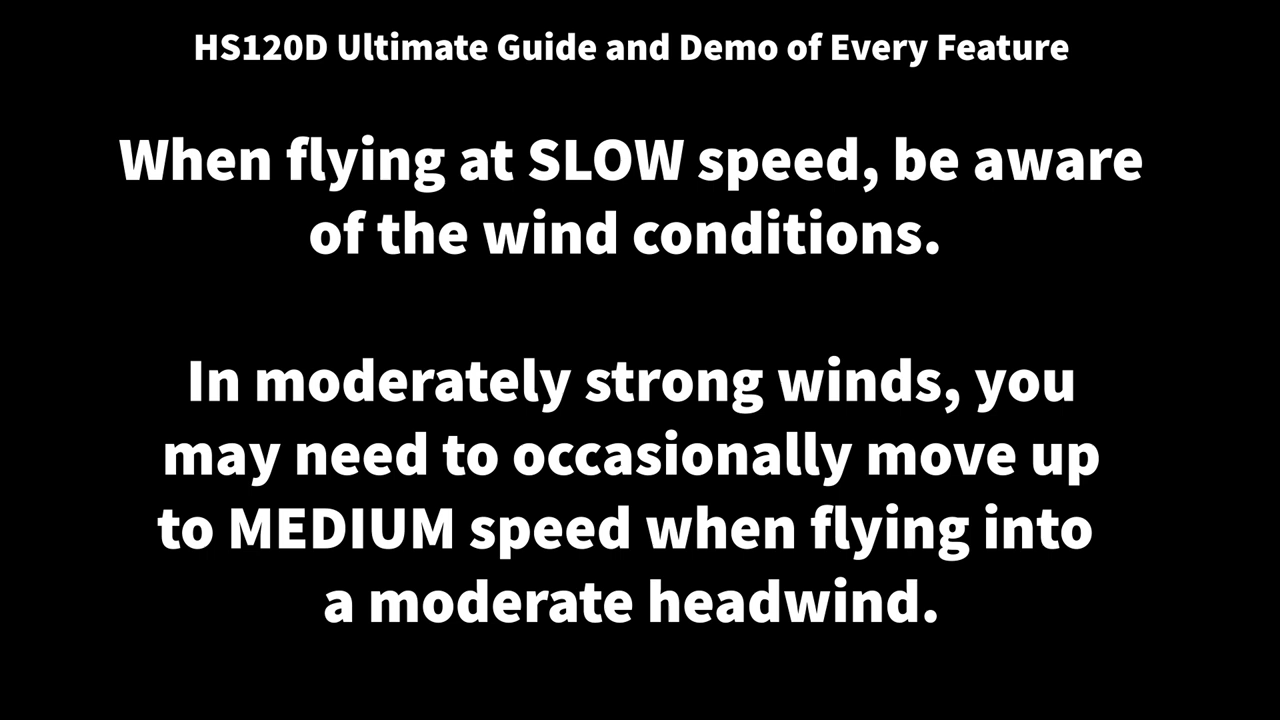 HS120D Ultimate Guide and Demo of Every Feature
When flying at SLOW speed, be aware
of the wind conditions.
In moderately strong winds, you
may need to occasionally move up
to MEDIUM speed when flying into
a moderate headwind.